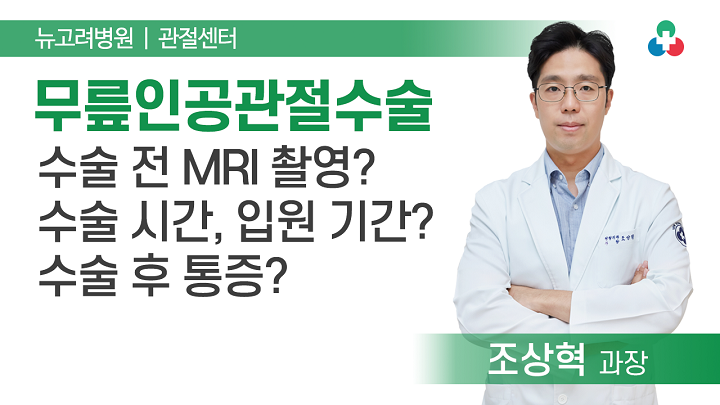 뉴고려병원 | 관절센터
무릎인공관절수술
수술 전 MRI 촬영?
수술 시간, 입원 기간?
수술 후 통증?
조상혁 과장